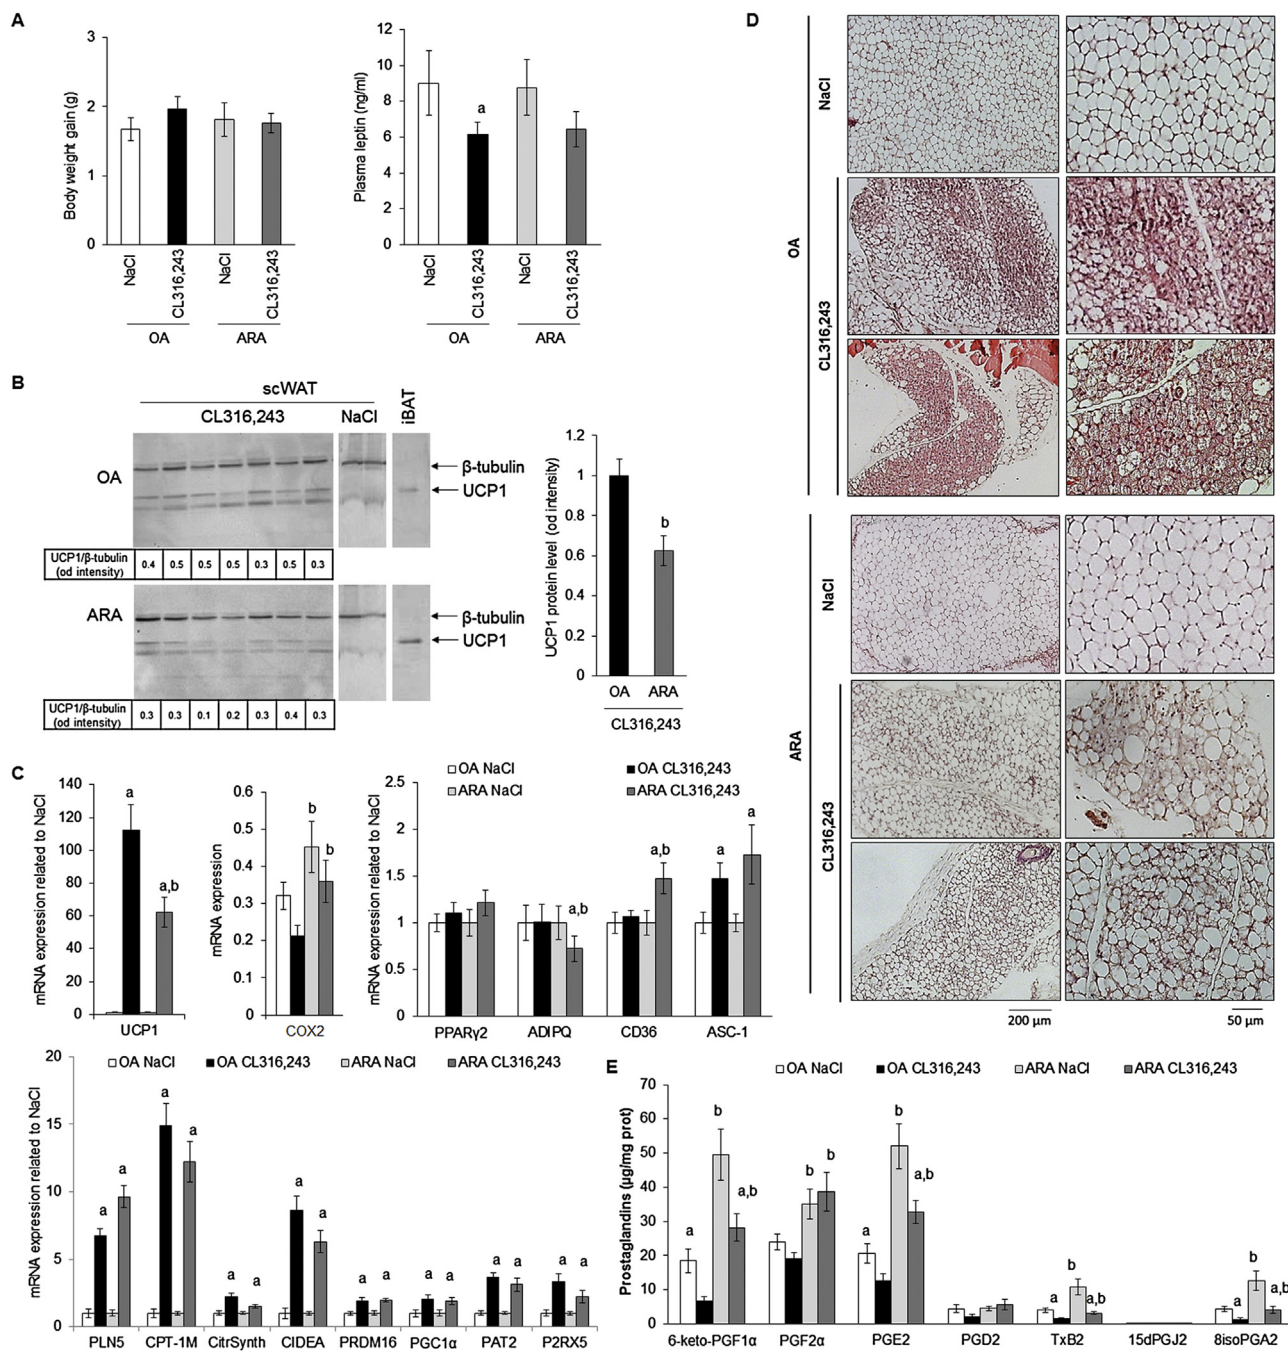 A
Body weight gain (g)
3
2
1
0
NaCl
CL316,243
NaCl
CL316,243
OA
ARA
Plasma leptin (ng/ml)
12
10
8
6
4
2
0
a
NaCl
CL316,243
NaCl
CL316,243
OA
ARA
B
scWAT
CL316,243
NaCl
iBAT
OA
β-tubulin
UCP1
UCP1/β-tubulin
(od intensity)
0.4 0.5 0.5 0.5 0.3 0.5 0.3
ARA
β-tubulin
UCP1
UCP1/β-tubulin
(od intensity)
0.3 0.3 0.1 0.2 0.3 0.4 0.3
UCP1 protein level (od intensity)
1.2
1
0.8
0.6
0.4
0.2
0
b
OA ARA
CL316,243
C
mRNA expression related to NaCl
140
120
100
80
60
40
20
0
a
a,b
UCP1
mRNA expression
0.6
0.5
0.4
0.3
0.2
0.1
0
b
b
COX2
OA NaCl
OA CL316,243
ARA NaCl
ARA CL316,243
mRNA expression related to NaCl
2.5
2
1.5
1
0.5
0
a,b
a,b
a
a
PPARγ2 ADIPQ CD36 ASC-1
OA NaCl OA CL316,243 ARA NaCl ARA CL316,243
mRNA expression related to NaCl
20
15
10
5
0
a a a a a a a a a a a a a a a a
PLN5 CPT-1M CitrSynth CIDEA PRDM16 PGC1α PAT2 P2RX5
D
NaCl
OA
CL316,243
NaCl
ARA
CL316,243
200 µm
50 µm
E
OA NaCl OA CL316,243 ARA NaCl ARA CL316,243
Prostaglandins (µg/mg prot)
70
60
50
40
30
20
10
0
a b a,b b b a b a,b b a,b a b a,b
6-keto-PGF1α PGF2α PGE2 PGD2 TxB2 15dPGJ2 8isoPGA2